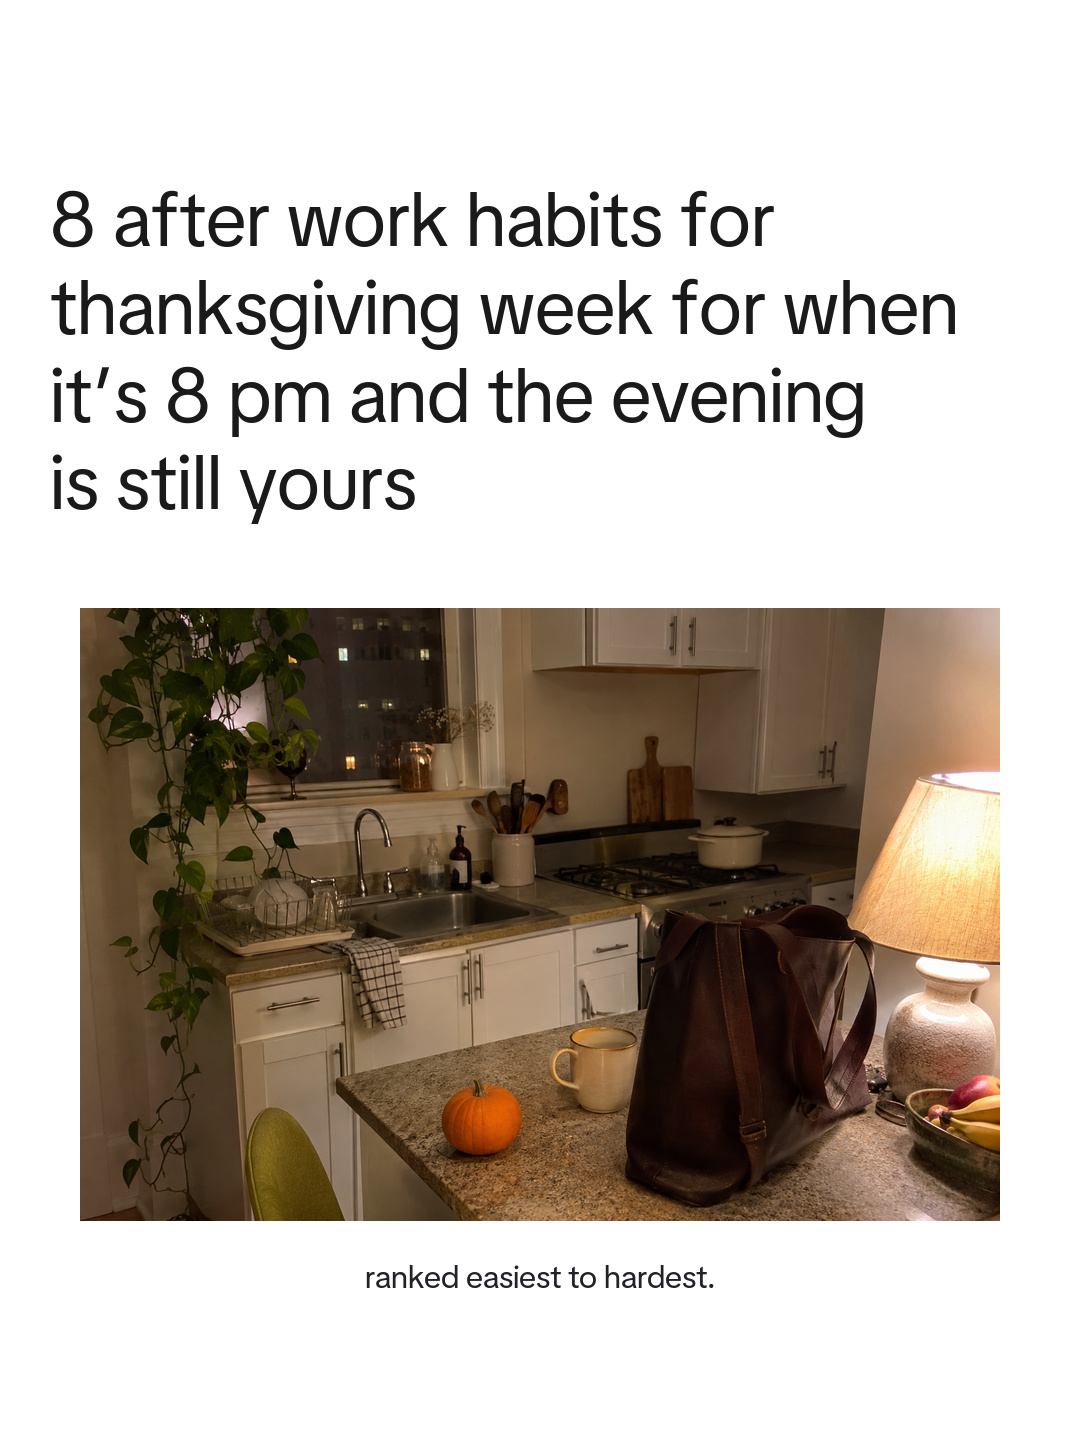 8 after work habits for
thanksgiving week for when
it’s 8 pm and the evening
is still yours
ranked easiest to hardest.